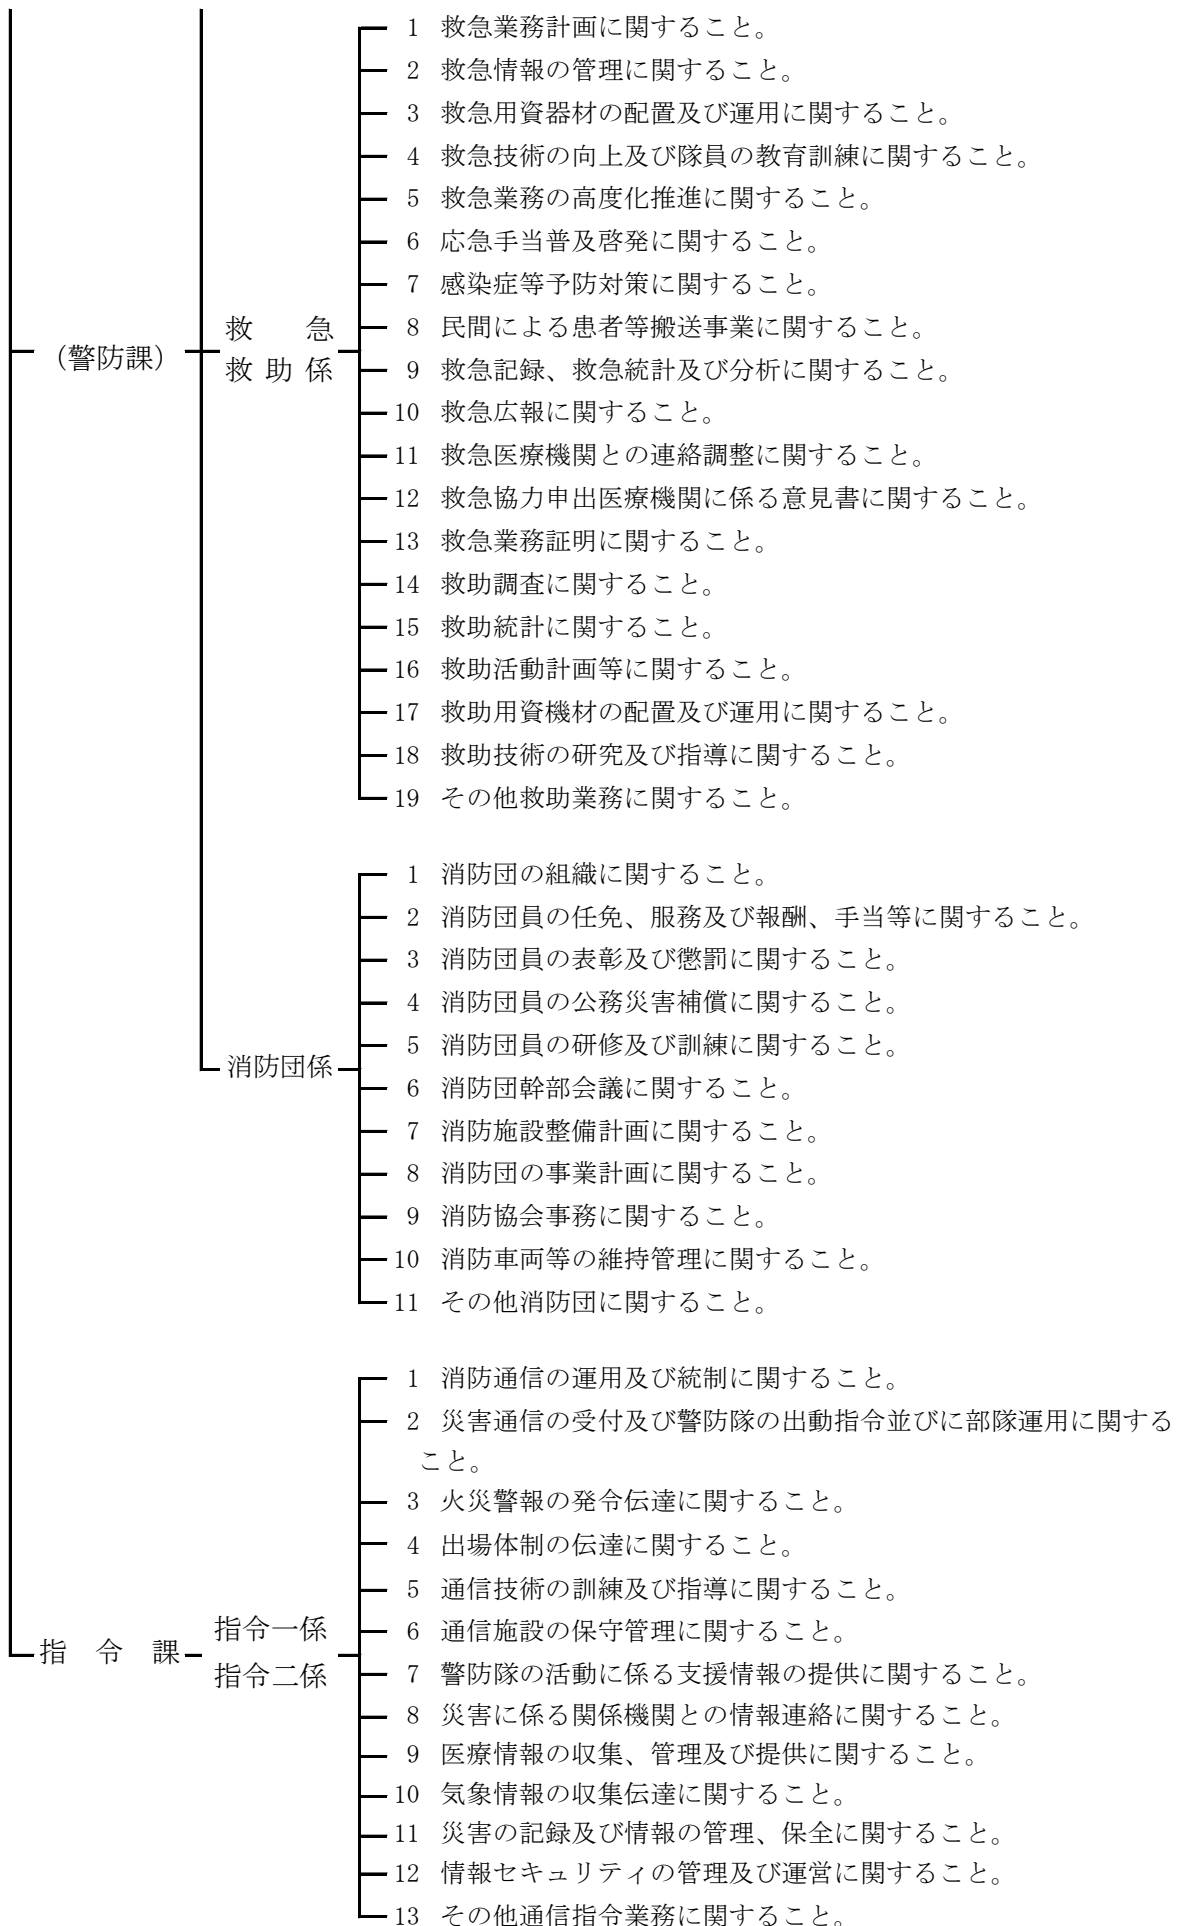 1 救急業務計画に関すること。
2 救急情報の管理に関すること。
3 救急用資器材の配置及び運用に関すること。
4 救急技術の向上及び隊員の教育訓練に関すること。
5 救急業務の高度化推進に関すること。
6 応急手当普及啓発に関すること。
7 感染症等予防対策に関すること。
8 民間による患者等搬送事業に関すること。
(警防課)
救急
救助係
9 救急記録、救急統計及び分析に関すること。
10 救急広報に関すること。
11 救急医療機関との連絡調整に関すること。
12 救急協力申出医療機関に係る意見書に関すること。
13 救急業務証明に関すること。
14 救助調査に関すること。
15 救助統計に関すること。
16 救助活動計画等に関すること。
17 救助用資機材の配置及び運用に関すること。
18 救助技術の研究及び指導に関すること。
19 その他救助業務に関すること。
1 消防団の組織に関すること。
2 消防団員の任免、服務及び報酬、手当等に関すること。
3 消防団員の表彰及び懲罰に関すること。
4 消防団員の公務災害補償に関すること。
5 消防団員の研修及び訓練に関すること。
消防団係
6 消防団幹部会議に関すること。
7 消防施設整備計画に関すること。
8 消防団の事業計画に関すること。
9 消防協会事務に関すること。
10 消防車両等の維持管理に関すること。
11 その他消防団に関すること。
1 消防通信の運用及び統制に関すること。
2 災害通信の受付及び警防隊の出動指令並びに部隊運用に関する
こと。
3 火災警報の発令伝達に関すること。
4 出場体制の伝達に関すること。
5 通信技術の訓練及び指導に関すること。
6 通信施設の保守管理に関すること。
指令課
指令一係
指令二係
7 警防隊の活動に係る支援情報の提供に関すること。
8 災害に係る関係機関との情報連絡に関すること。
9 医療情報の収集、管理及び提供に関すること。
10 気象情報の収集伝達に関すること。
11 災害の記録及び情報の管理、保全に関すること。
12 情報セキュリティの管理及び運営に関すること。
13 その他通信指令業務に関すること。